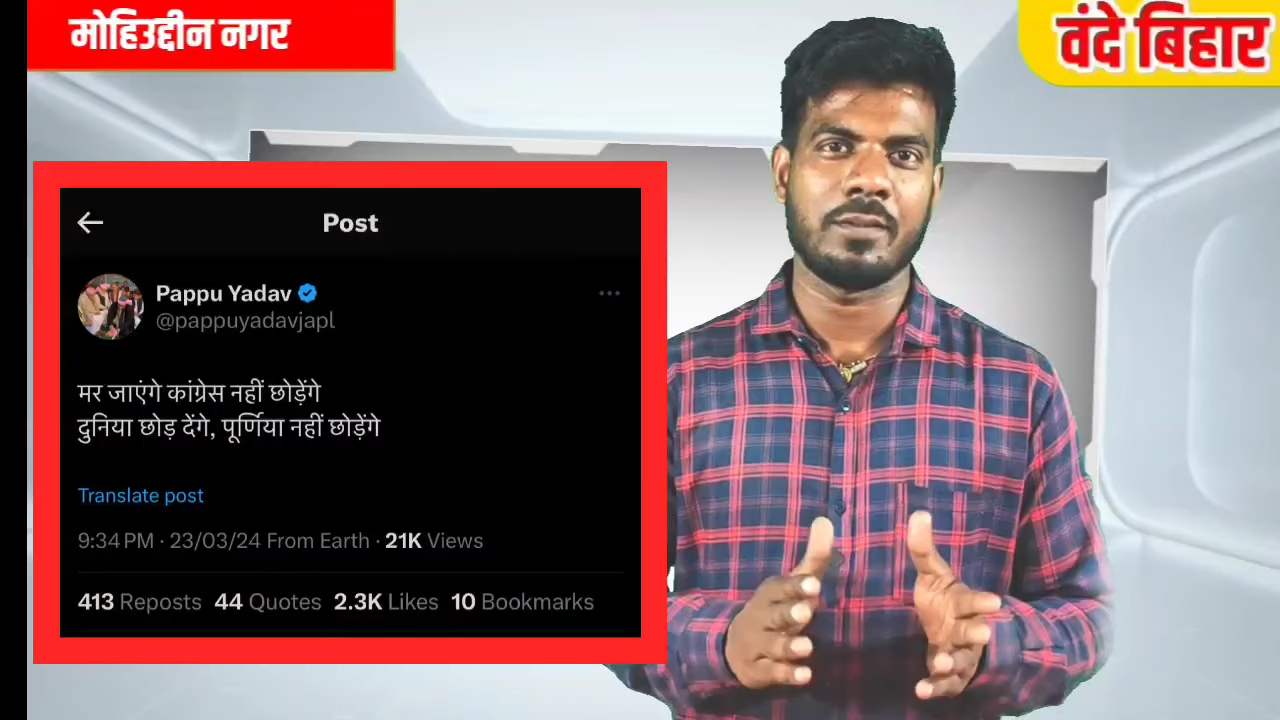 मोहिउद्दीन नगर
वंदे बिहार
Post
Pappu Yadav
@pappuyadavjapl
मर जाएंगे कांग्रेस नहीं छोड़ेंगे
दुनिया छोड़ देंगे, पूर्णिया नहीं छोड़ेंगे
Translate post
9:34 PM · 23/03/24 From Earth · 21K Views
413 Reposts 44 Quotes 2.3K Likes 10 Bookmarks